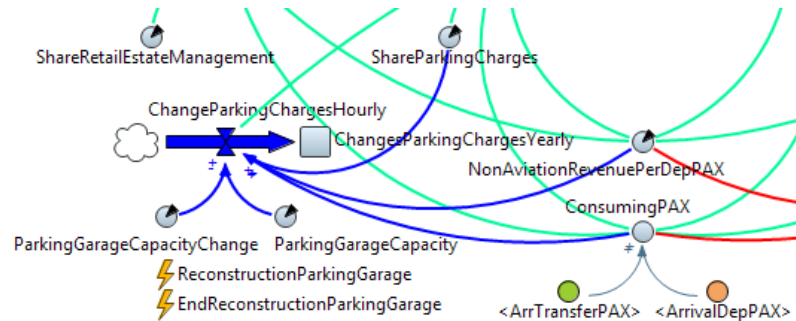 ShareRetailEstateManagement
ShareParkingCharges
ChangeParkingChargesHourly
ChangesParkingChargesYearly
NonAviationRevenuePerDepPAX
ConsumingPAX
ParkingGarageCapacityChange
ParkingGarageCapacity
ReconstructionParkingGarage
EndReconstructionParkingGarage
<ArrTransferPAX>
<ArrivalDepPAX>